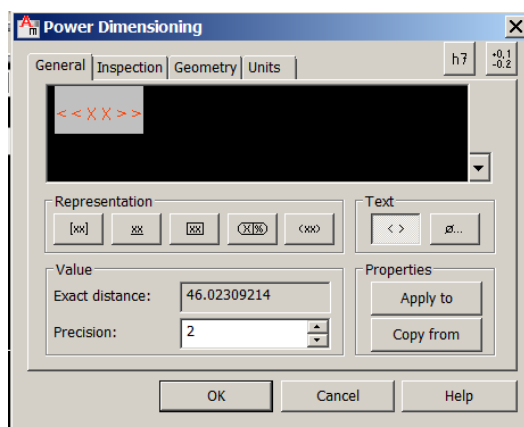 Power Dimensioning
General Inspection Geometry Units h7 +0,1
-0.2
<<XX>>
Representation Text
[xx] xx xx (X|%) (xx) < > ø...
Value Properties
Exact distance: 46.02309214 Apply to
Precision: 2 Copy from
OK Cancel Help